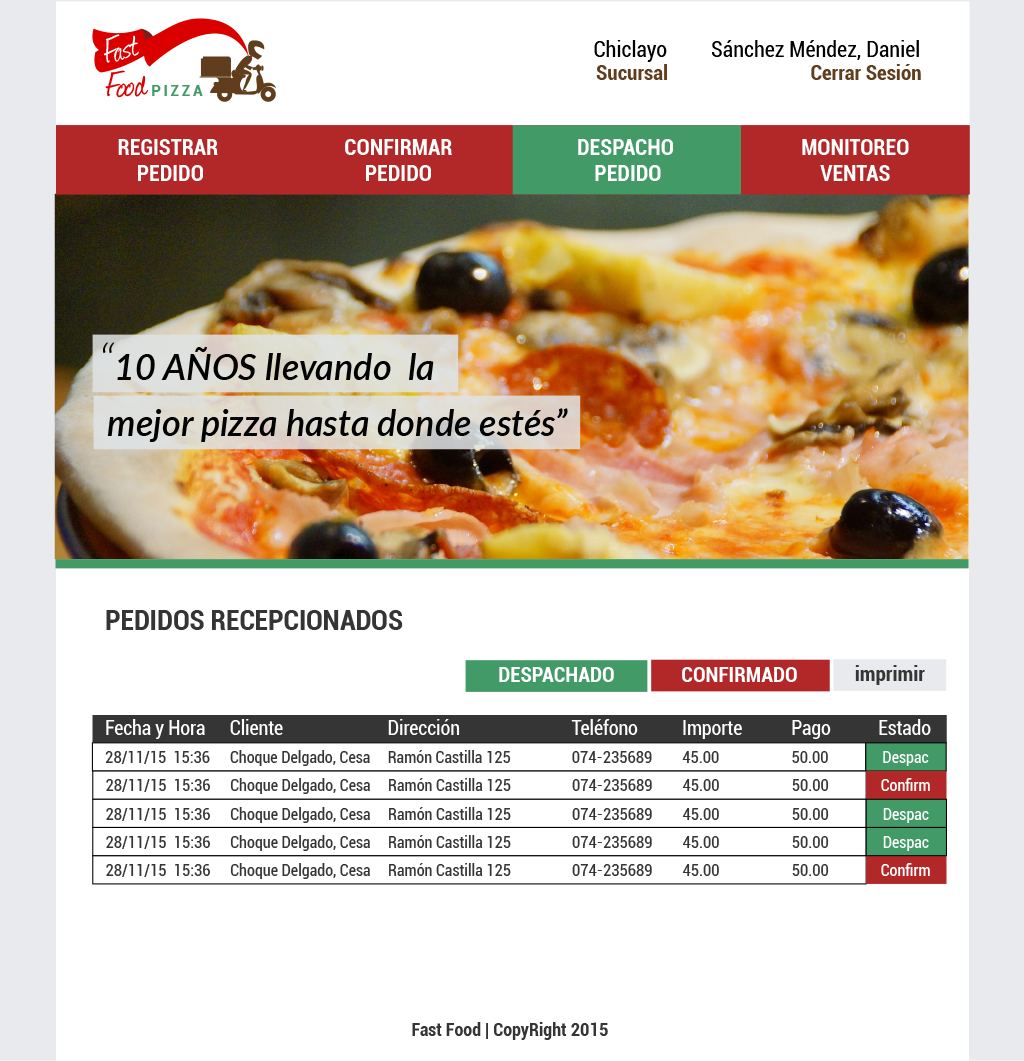 Fast
Food PIZZA
Chiclayo Sánchez Méndez, Daniel
Sucursal Cerrar Sesión
REGISTRAR PEDIDO
CONFIRMAR PEDIDO
DESPACHO PEDIDO
MONITOREO VENTAS
“10 AÑOS llevando la
mejor pizza hasta donde estés”
PEDIDOS RECEPCIONADOS
DESPACHADO CONFIRMADO imprimir
Fecha y Hora Cliente Dirección Teléfono Importe Pago Estado
28/11/15 15:36 Choque Delgado, Cesa Ramón Castilla 125 074-235689 45.00 50.00 Despac
28/11/15 15:36 Choque Delgado, Cesa Ramón Castilla 125 074-235689 45.00 50.00 Confirm
28/11/15 15:36 Choque Delgado, Cesa Ramón Castilla 125 074-235689 45.00 50.00 Despac
28/11/15 15:36 Choque Delgado, Cesa Ramón Castilla 125 074-235689 45.00 50.00 Despac
28/11/15 15:36 Choque Delgado, Cesa Ramón Castilla 125 074-235689 45.00 50.00 Confirm
Fast Food | CopyRight 2015